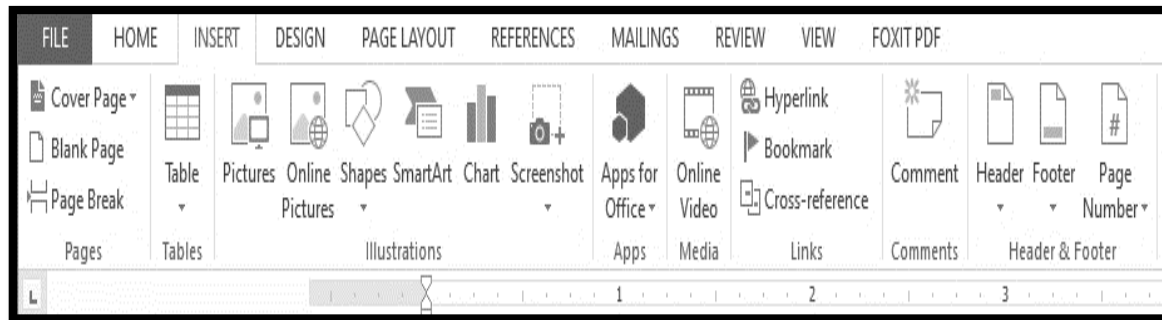 FILE HOME INSERT DESIGN PAGE LAYOUT REFERENCES MAILINGS REVIEW VIEW FOXIT PDF
Cover Page
Blank Page
Page Break
Pages
Table
Tables
Pictures
Online
Pictures
Shapes
SmartArt
Chart
Screenshot
Illustrations
Apps for
Office
Apps
Online
Video
Media
Hyperlink
Bookmark
Cross-reference
Links
Comment
Comments
Header
Footer
#
Page
Number
Header & Footer
L
1 2 3